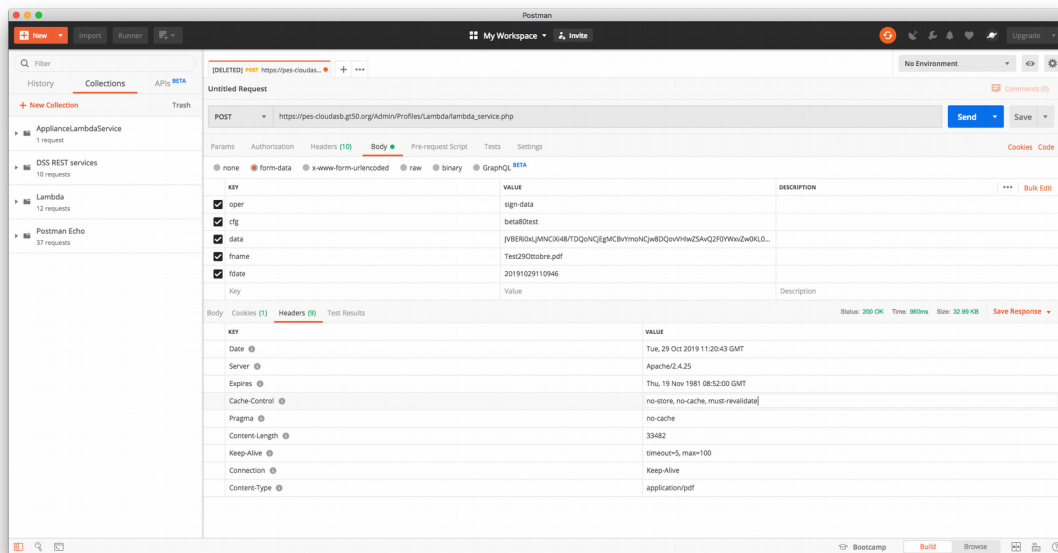 Postman
New Import Runner My Workspace Invite Upgrade
Filter
History Collections APIs BETA
+ New Collection Trash
ApplianceLambdaService
1 request
DSS REST services
10 requests
Lambda
12 requests
Postman Echo
37 requests
[DELETED] POST https://pes-cloudas... + ••• No Environment
Untitled Request Comments (0)
POST https://pes-cloudasb.gt50.org/Admin/Profiles/Lambda/lambda_service.php Send Save
Params Authorization Headers (10) Body Pre-request Script Tests Settings Cookies Code
none form-data x-www-form-urlencoded raw binary GraphQL BETA
KEY VALUE DESCRIPTION ••• Bulk Edit
oper sign-data
cfg beta80test
data
fname Test29Ottobre.pdf
fdate 20191029110946
Key Value Description
Body Cookies (1) Headers (9) Test Results Status: 200 OK Time: 960ms Size: 32.99 KB Save Response
KEY VALUE
Date Tue, 29 Oct 2019 11:20:43 GMT
Server Apache/2.4.25
Expires Thu, 19 Nov 1981 08:52:00 GMT
Cache-Control no-store, no-cache, must-revalidate
Pragma no-cache
Content-Length 33482
Keep-Alive timeout=5, max=100
Connection Keep-Alive
Content-Type application/pdf
Bootcamp Build Browse